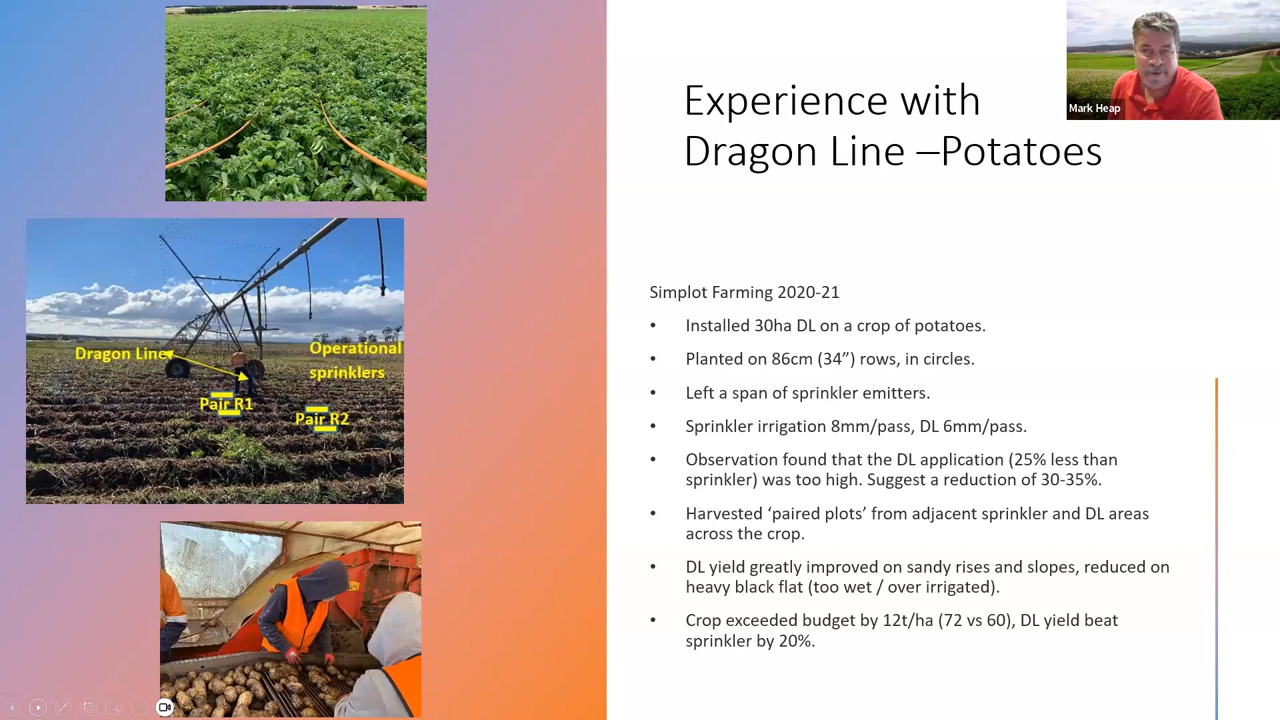 Experience with
Dragon Line –Potatoes
Mark Heap
Dragon Line
Operational
sprinklers
Pair R1
Pair R2
Simplot Farming 2020-21
• Installed 30ha DL on a crop of potatoes.
• Planted on 86cm (34”) rows, in circles.
• Left a span of sprinkler emitters.
• Sprinkler irrigation 8mm/pass, DL 6mm/pass.
• Observation found that the DL application (25% less than
sprinkler) was too high. Suggest a reduction of 30-35%.
• Harvested ‘paired plots’ from adjacent sprinkler and DL areas
across the crop.
• DL yield greatly improved on sandy rises and slopes, reduced on
heavy black flat (too wet / over irrigated).
• Crop exceeded budget by 12t/ha (72 vs 60), DL yield beat
sprinkler by 20%.